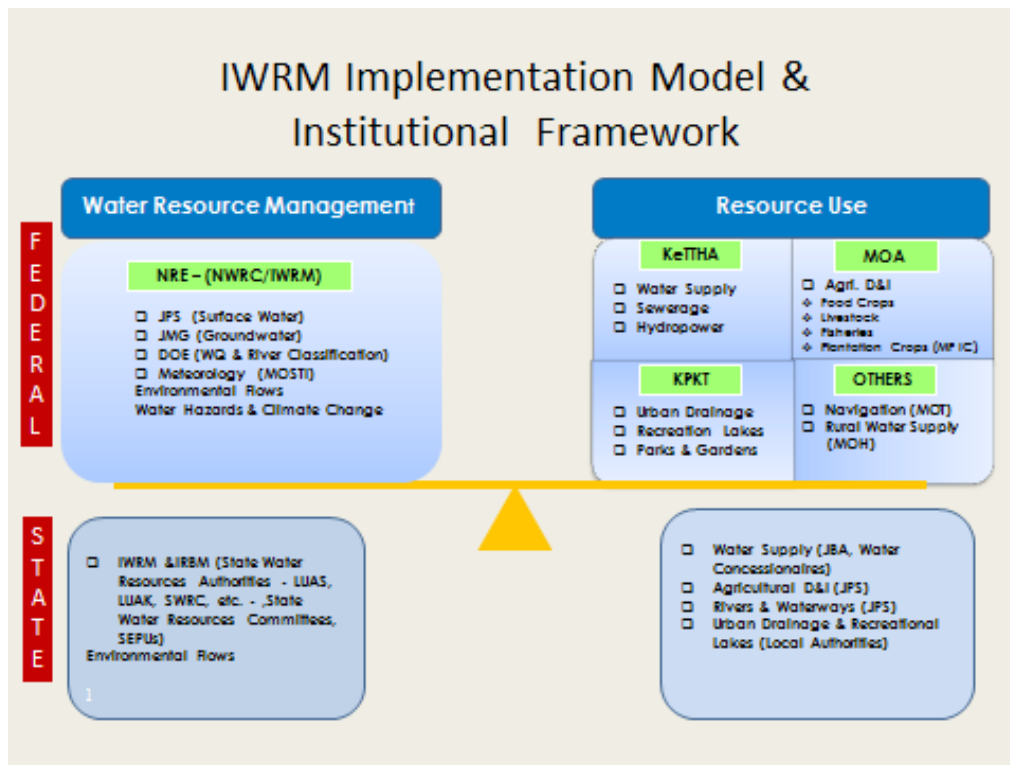 IWRM Implementation Model &
Institutional Framework
FEDERAL
Water Resource Management
NRE – (NWRC/IWRM)
JPS (Surface Water)
JMG (Groundwater)
DOE (WQ & River Classification)
Meteorology (MOSTI)
Environmental Flows
Water Hazards & Climate Change
Resource Use
KeTTHA
Water Supply
Sewerage
Hydropower
MOA
Agri. D&I
Food Crops
Livestock
Fisheries
Plantation Crops (MPIC)
KPKT
Urban Drainage
Recreation Lakes
Parks & Gardens
OTHERS
Navigation (MOT)
Rural Water Supply
(MOH)
STATE
IWRM &IRBM (State Water
Resources Authorities - LUAS,
LUAK, SWRC, etc. - ,State
Water Resources Committees,
SEPUs)
Environmental Flows
1
Water Supply (JBA, Water
Concessionaires)
Agricultural D&I (JPS)
Rivers & Waterways (JPS)
Urban Drainage & Recreational
Lakes (Local Authorities)